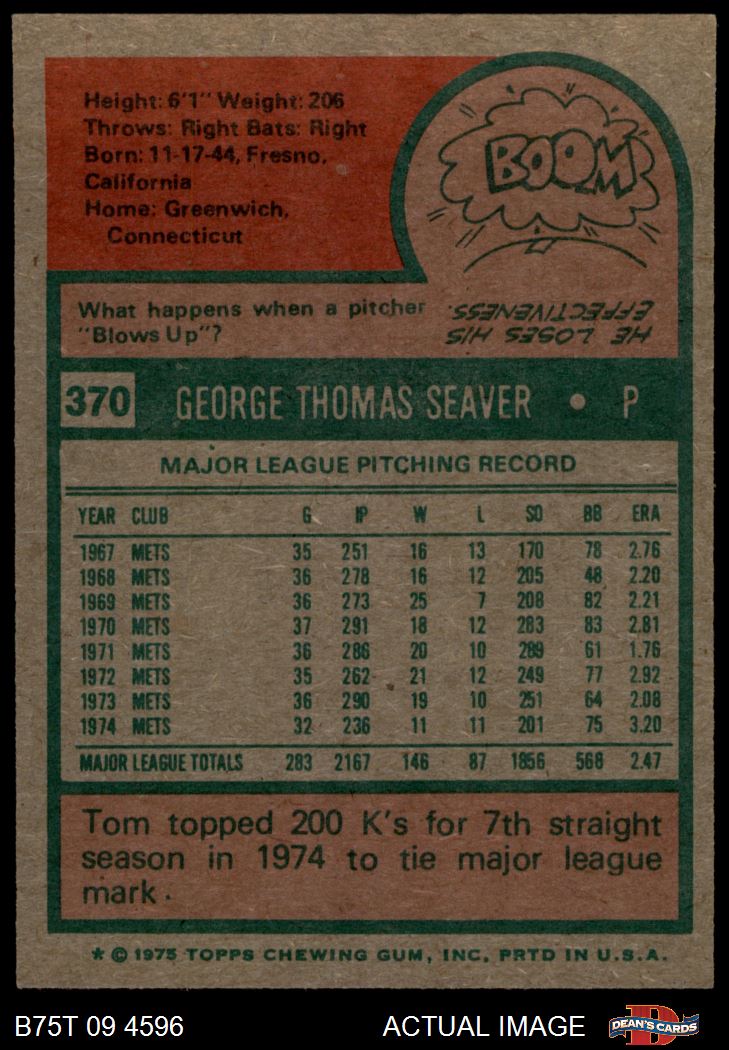 Height: 6'1" Weight: 206
Throws: Right Bats: Right
Born: 11-17-44, Fresno,
California
Home: Greenwich,
Connecticut
BOOM
What happens when a pitcher
"Blows Up"?
HE LOSES HIS
EFFECTIVENESS.
370 GEORGE THOMAS SEAVER • P
MAJOR LEAGUE PITCHING RECORD
YEAR CLUB G IP W L SO BB ERA
1967 METS 35 251 16 13 170 78 2.76
1968 METS 36 278 16 12 205 48 2.20
1969 METS 36 273 25 7 208 82 2.21
1970 METS 37 291 18 12 283 83 2.81
1971 METS 36 286 20 10 289 61 1.76
1972 METS 35 262 21 12 249 77 2.92
1973 METS 36 290 19 10 251 64 2.08
1974 METS 32 236 11 11 201 75 3.20
MAJOR LEAGUE TOTALS 283 2167 146 87 1856 568 2.47
Tom topped 200 K's for 7th straight
season in 1974 to tie major league
mark.
* © 1975 TOPPS CHEWING GUM, INC. PRTD IN U.S.A.
B75T 09 4596 ACTUAL IMAGE D DEAN'S CARDS